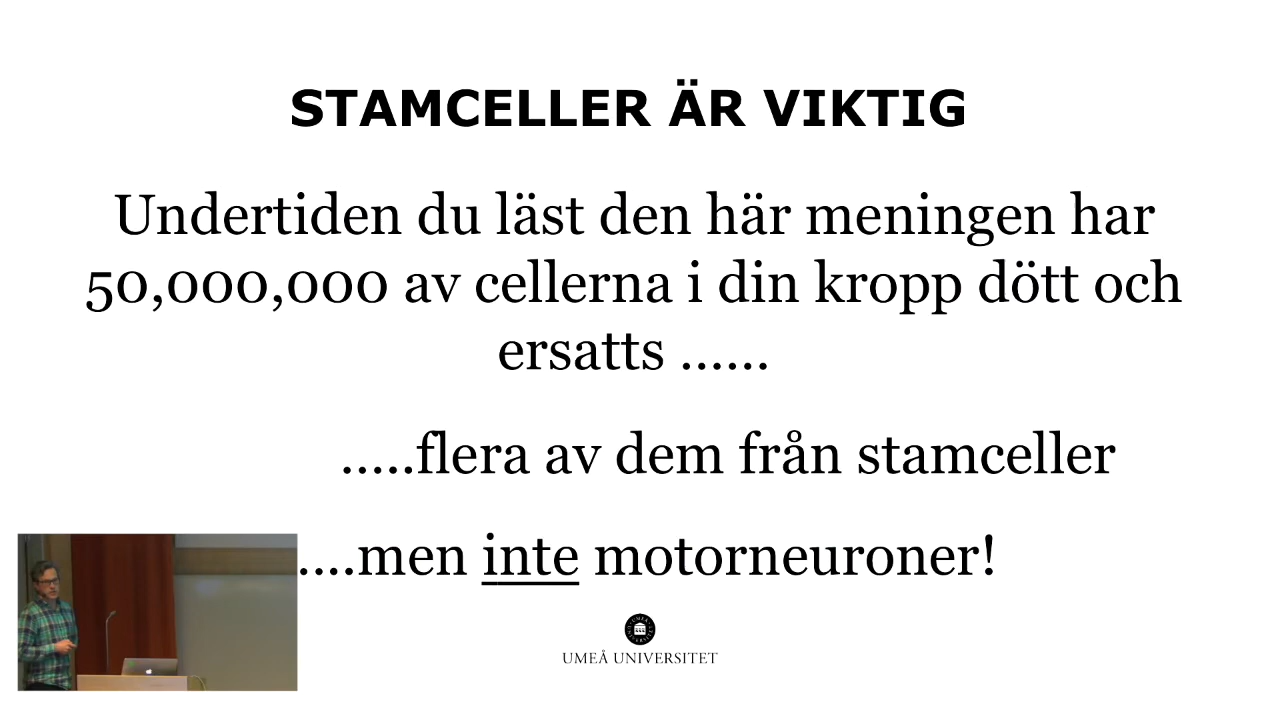 STAMCELLER ÄR VIKTIG
Undertiden du läst den här meningen har
50,000,000 av cellerna i din kropp dött och
ersatts ......
.....flera av dem från stamceller
....men inte motorneuroner!
UMEÅ UNIVERSITET